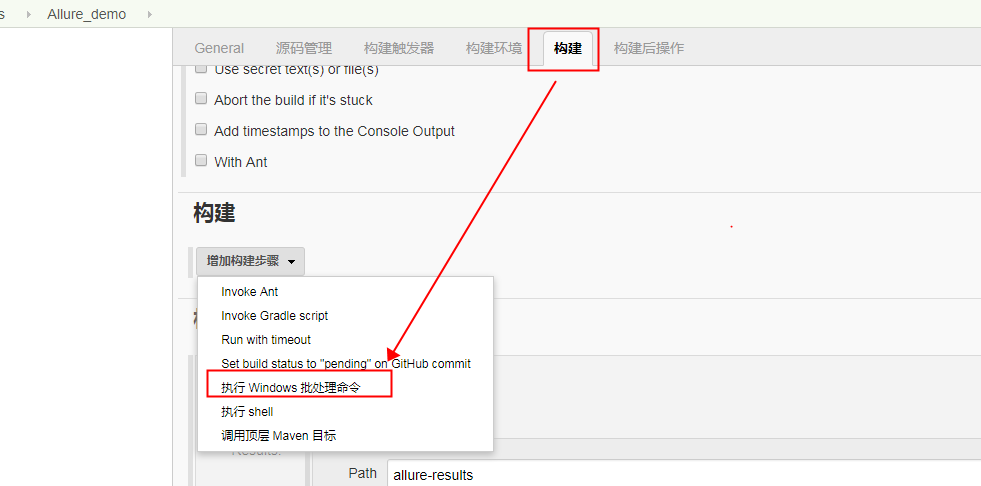 s Allure_demo
General 源码管理 构建触发器 构建环境 构建 构建后操作
Use secret text(s) or file(s)
Abort the build if it's stuck
Add timestamps to the Console Output
With Ant
构建
增加构建步骤
Invoke Ant
Invoke Gradle script
Run with timeout
Set build status to "pending" on GitHub commit
执行 Windows 批处理命令
执行 shell
调用顶层 Maven 目标
Results:
Path allure-results